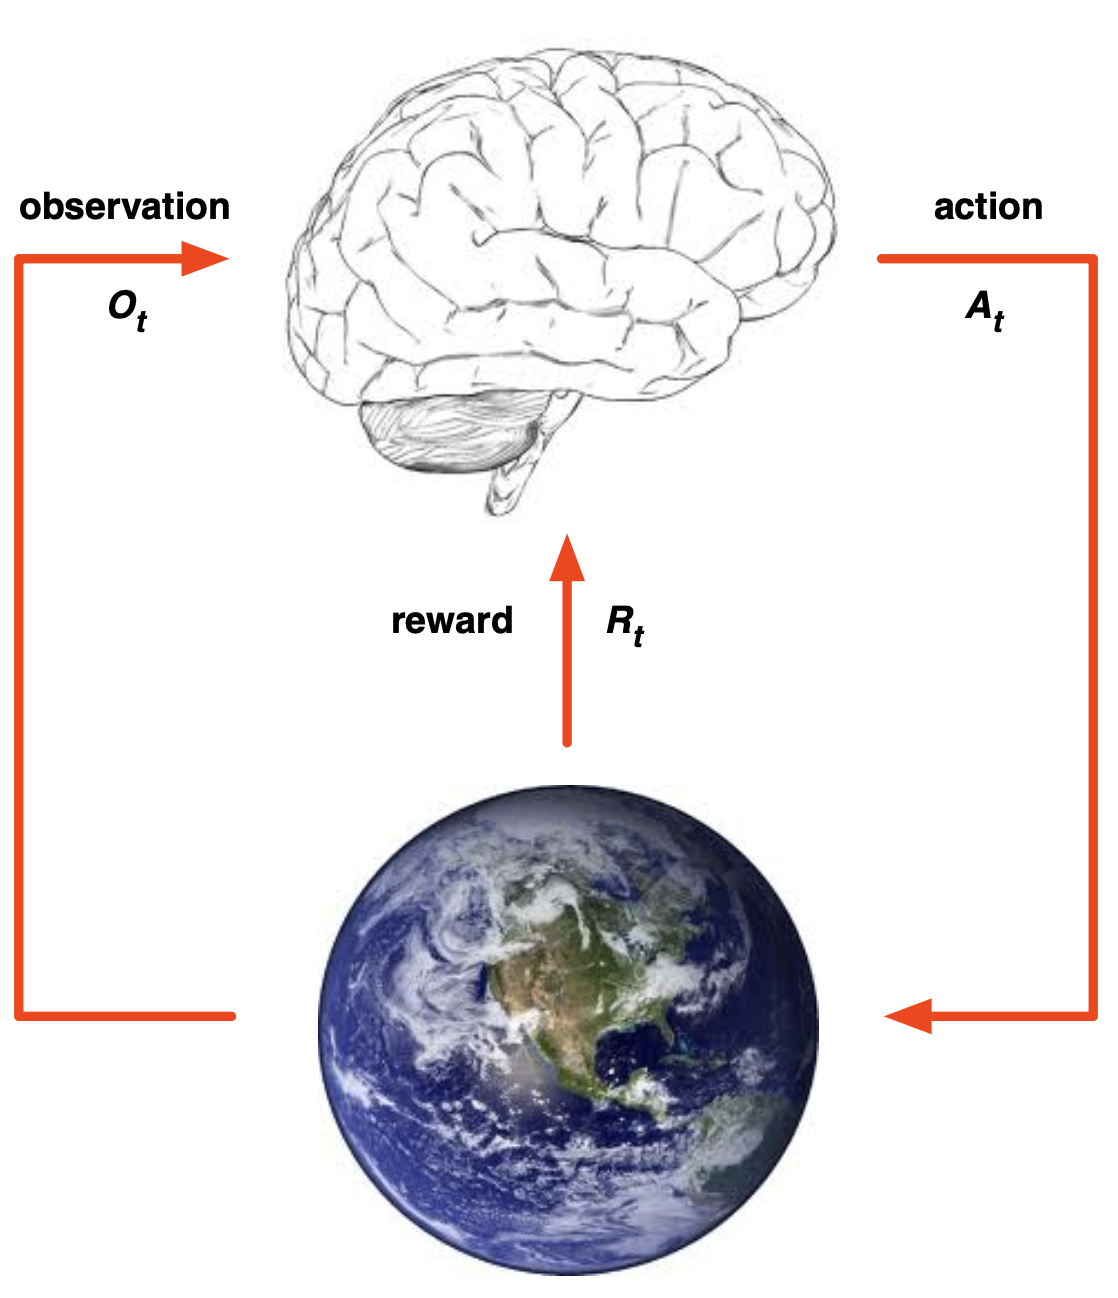 observation
action
O_t
A_t
reward
R_t